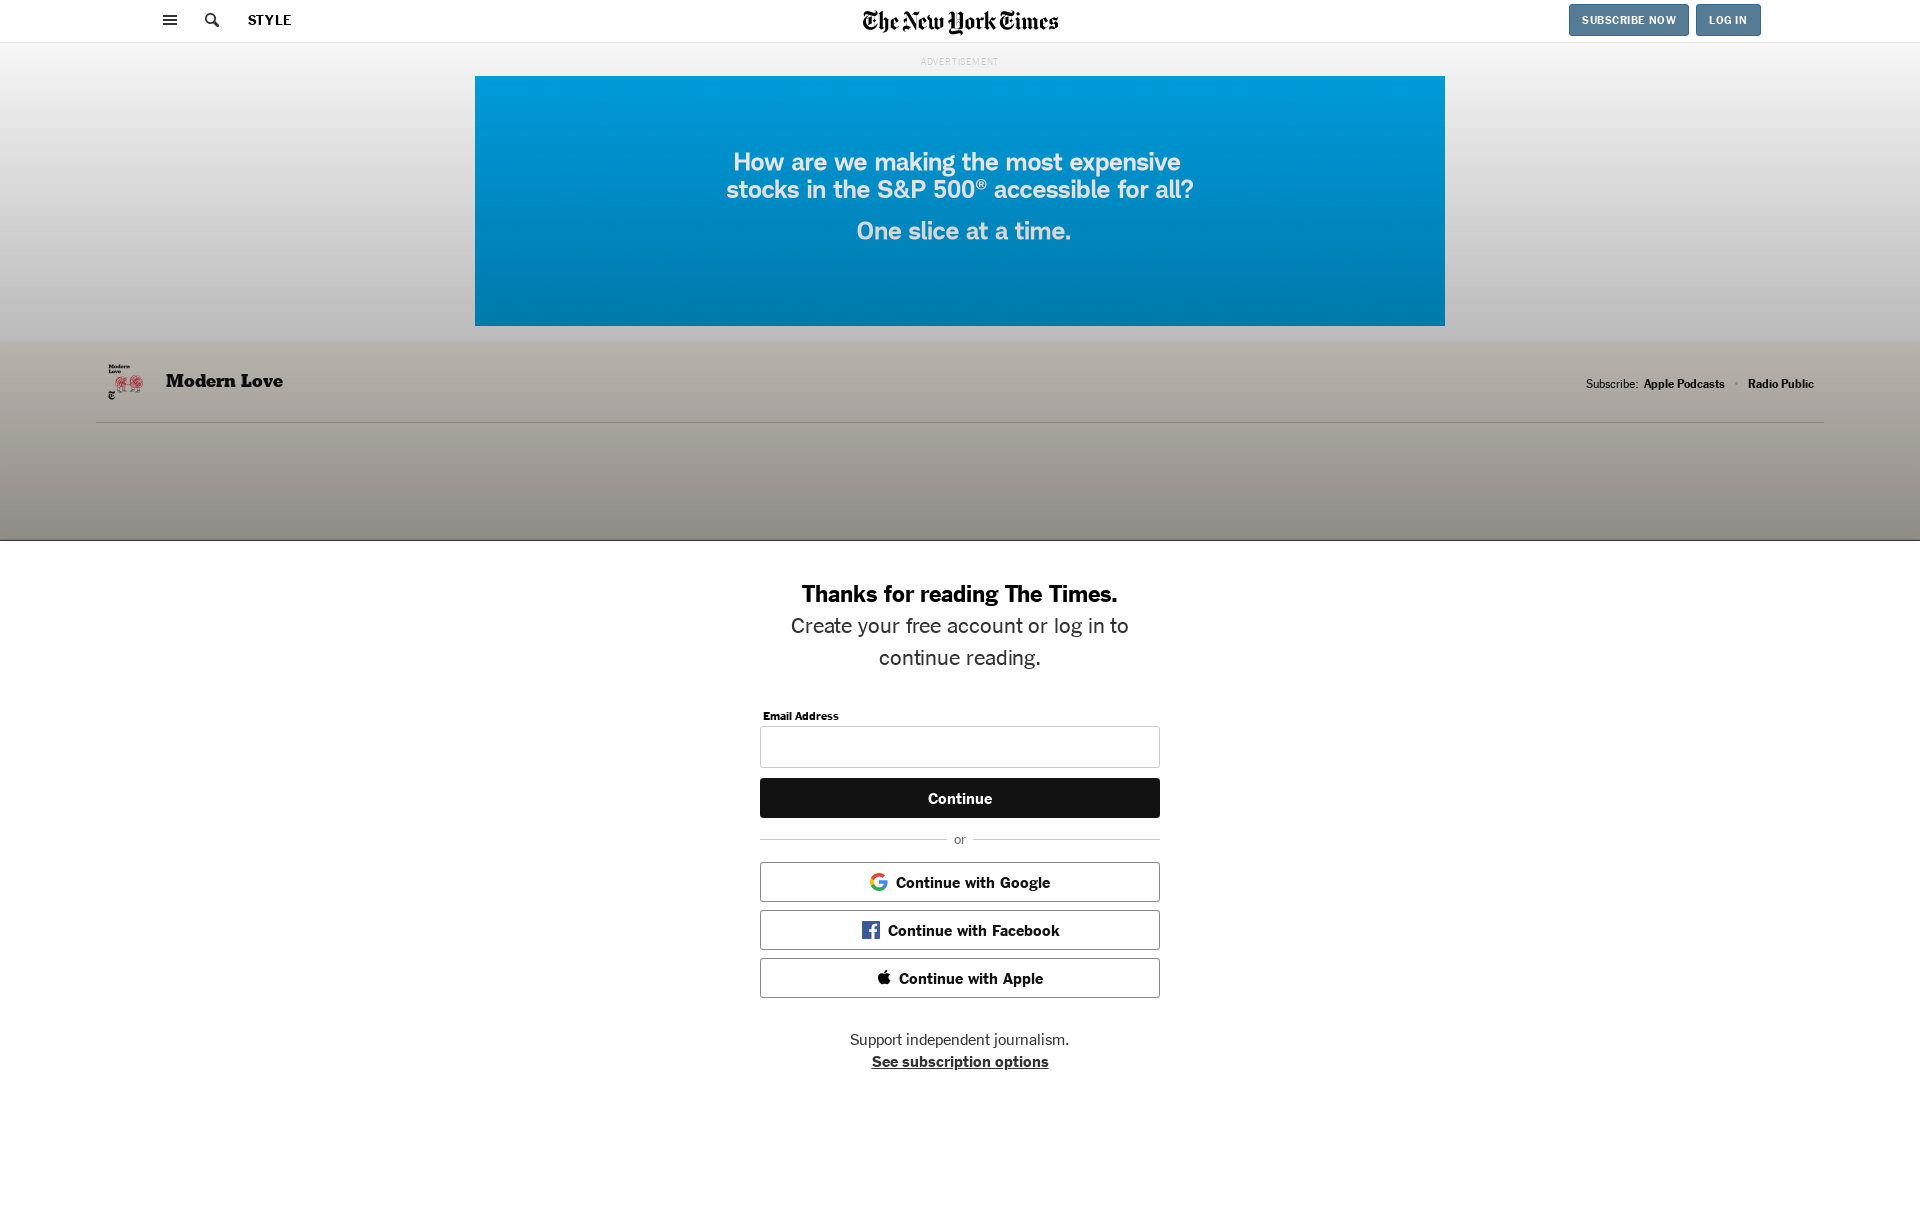 STYLE
The New York Times
SUBSCRIBE NOW
LOG IN
ADVERTISEMENT
How are we making the most expensive
stocks in the S&P 500® accessible for all?
One slice at a time.
Modern
Love
Modern Love
Subscribe: Apple Podcasts • Radio Public
Thanks for reading The Times.
Create your free account or log in to
continue reading.
Email Address
Continue
or
Continue with Google
Continue with Facebook
Continue with Apple
Support independent journalism.
See subscription options